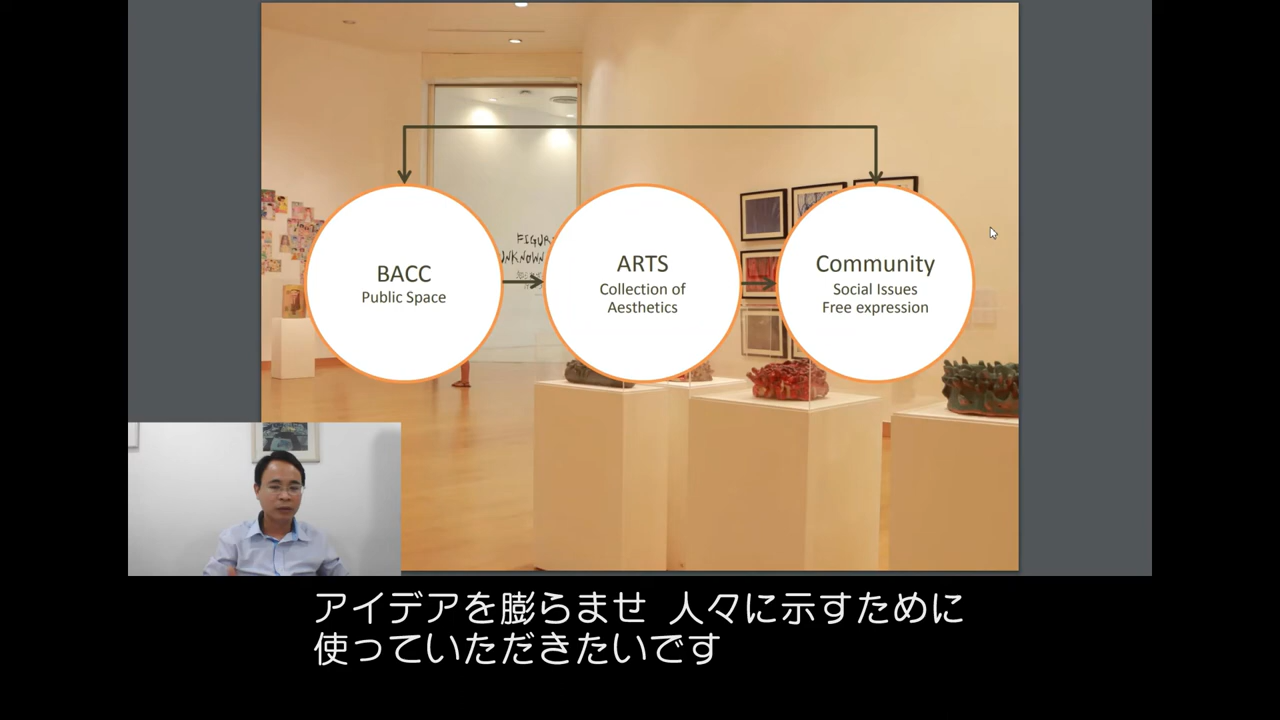 BACC
Public Space
ARTS
Collection of
Aesthetics
Community
Social Issues
Free expression
アイデアを膨らませ 人々に示すために
使っていただきたいです